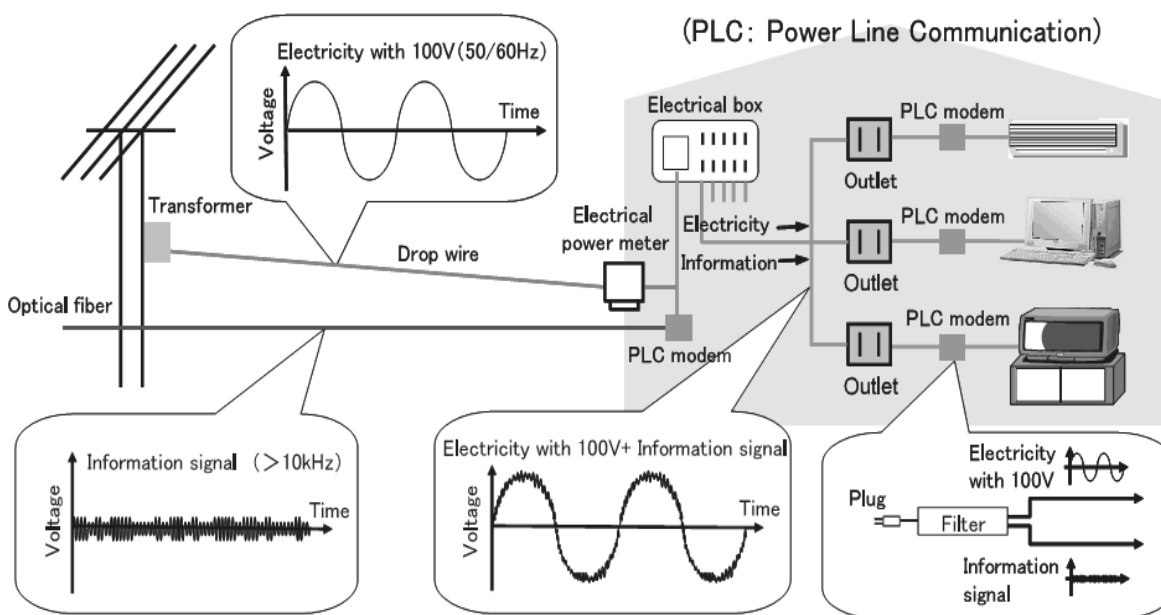 (PLC: Power Line Communication)
Electricity with 100V(50/60Hz)
Voltage
Time
Transformer
Drop wire
Optical fiber
Electrical
power meter
PLC modem
Electrical box
Electricity
Information
Outlet
PLC modem
Outlet
PLC modem
Outlet
PLC modem
Information signal (>10kHz)
Voltage
Time
Electricity with 100V+ Information signal
Voltage
Time
Electricity
with 100V
Plug
Filter
Information
signal